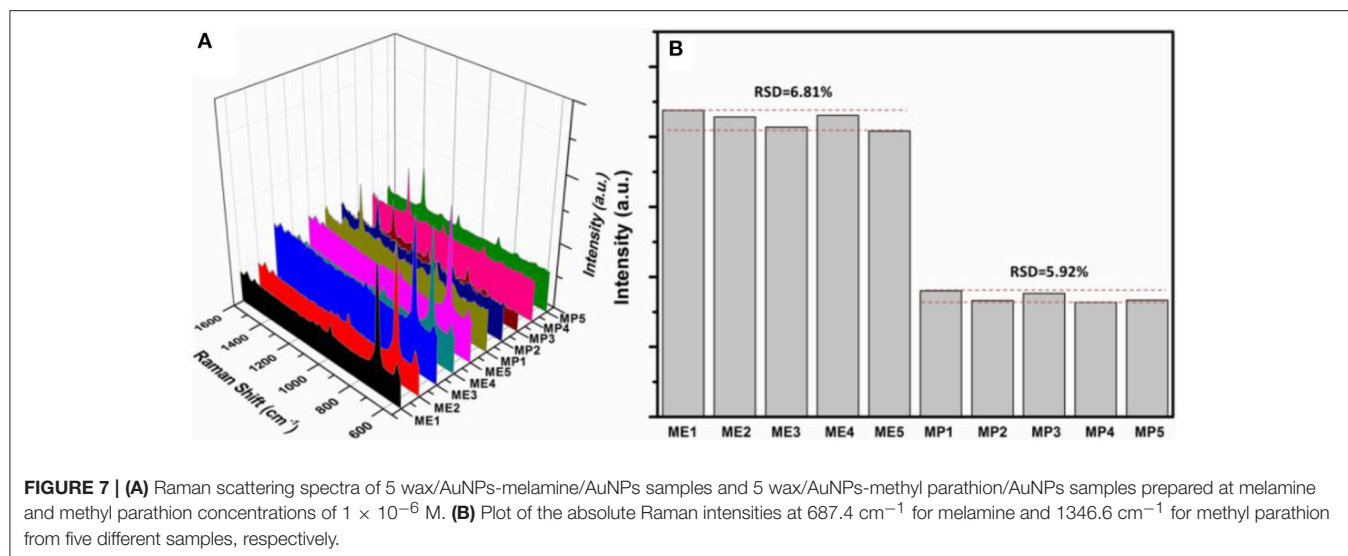 A
Intensity (a.u.)
1600
1400
1200
1000
800
600
Raman Shift (cm⁻¹)
ME1
ME2
ME3
ME4
ME5
MP1
MP2
MP3
MP4
MP5
B
RSD=6.81%
RSD=5.92%
Intensity (a.u.)
ME1 ME2 ME3 ME4 ME5 MP1 MP2 MP3 MP4 MP5
FIGURE 7 | (A) Raman scattering spectra of 5 wax/AuNPs-melamine/AuNPs samples and 5 wax/AuNPs-methyl parathion/AuNPs samples prepared at melamine
and methyl parathion concentrations of 1 × 10⁻⁶ M. (B) Plot of the absolute Raman intensities at 687.4 cm⁻¹ for melamine and 1346.6 cm⁻¹ for methyl parathion
from five different samples, respectively.